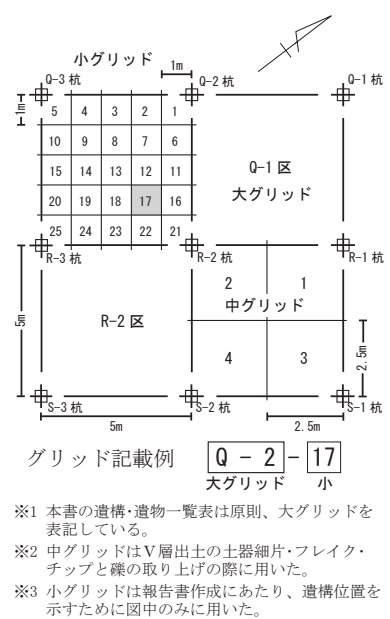 小グリッド
1m
Q-3 杭
Q-2 杭
Q-1 杭
1m
5 4 3 2 1
10 9 8 7 6
15 14 13 12 11
20 19 18 17 16
25 24 23 22 21
Q-1 区
大グリッド
R-3 杭
R-2 杭
R-1 杭
2 1
中グリッド
4 3
R-2 区
5m
2.5m
S-3 杭
S-2 杭
S-1 杭
5m
2.5m
グリッド記載例 Q - 2 - 17
大グリッド 小
※1 本書の遺構・遺物一覧表は原則、大グリッドを
表記している。
※2 中グリッドはⅤ層出土の土器細片・フレイク・
チップと礫の取り上げの際に用いた。
※3 小グリッドは報告書作成にあたり、遺構位置を
示すために図中のみに用いた。